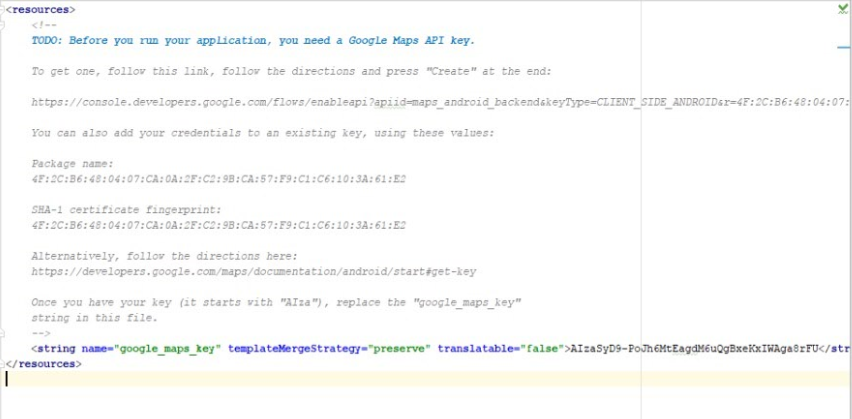 <resources>
<!--
TODO: Before you run your application, you need a Google Maps API key.
To get one, follow this link, follow the directions and press "Create" at the end:
https://console.developers.google.com/flows/enableapi?apiid=maps_android_backend&keyType=CLIENT_SIDE_ANDROID&r=4F:2C:B6:48:04:07:
You can also add your credentials to an existing key, using these values:
Package name:
4F:2C:B6:48:04:07:CA:0A:2F:C2:9B:CA:57:F9:C1:C6:10:3A:61:E2
SHA-1 certificate fingerprint:
4F:2C:B6:48:04:07:CA:0A:2F:C2:9B:CA:57:F9:C1:C6:10:3A:61:E2
Alternatively, follow the directions here:
https://developers.google.com/maps/documentation/android/start#get-key
Once you have your key (it starts with "AIza"), replace the "google_maps_key"
string in this file.
-->
<string name="google_maps_key" templateMergeStrategy="preserve" translatable="false">AIzaSyD9-PoJh6MtEagdM6uQgBxeKxIWAga8rFU</str
</resources>